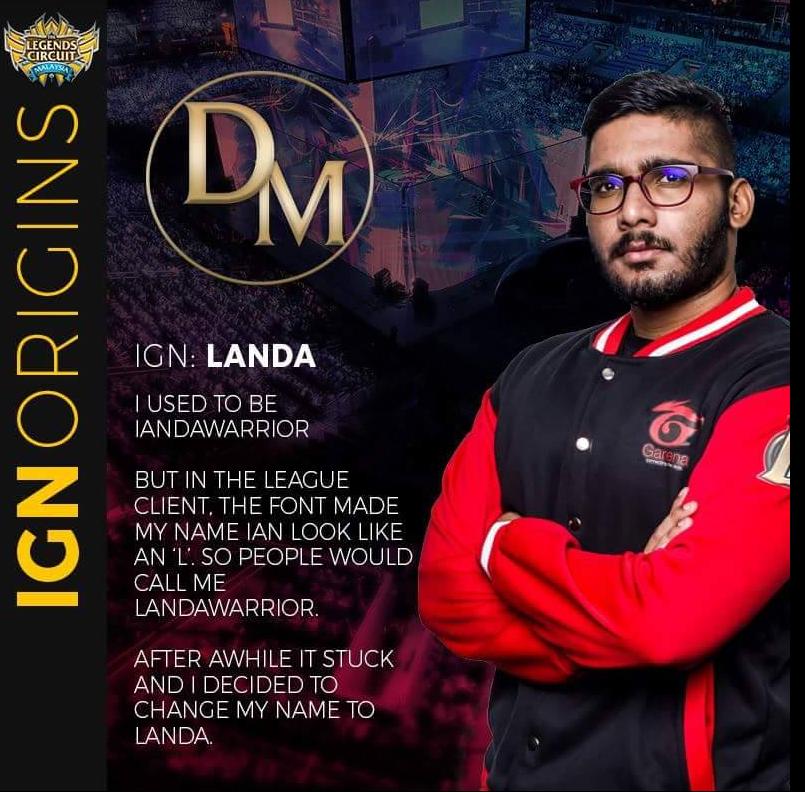 THE
LEGENDS
CIRCUIT
MALAYSIA
IGNORIGINS
DM
IGN: LANDA
I USED TO BE
IANDAWARRIOR
BUT IN THE LEAGUE
CLIENT, THE FONT MADE
MY NAME IAN LOOK LIKE
AN ‘L’. SO PEOPLE WOULD
CALL ME
LANDAWARRIOR.
AFTER AWHILE IT STUCK
AND I DECIDED TO
CHANGE MY NAME TO
LANDA.
Garena